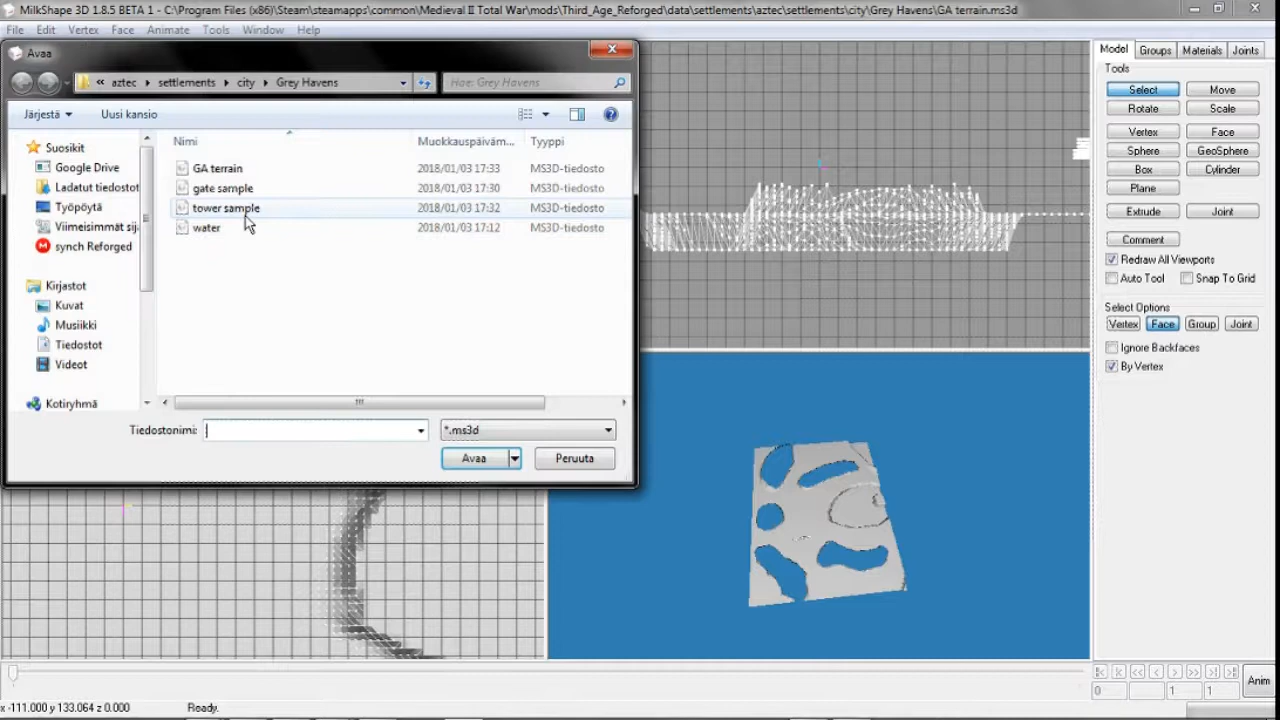 MilkShape 3D 1.8.5 BETA 1 - C:\Program Files (x86)\Steam\steamapps\common\Medieval II Total War\mods\Third_Age_Reforged\data\settlements\aztec\settlements\city\Grey Havens\GA terrain.ms3d
File Edit Vertex Face Animate Tools Window Help
Avaa
« aztec settlements city Grey Havens
Hae: Grey Havens
Järjestä Uusi kansio
Nimi Muokkauspäiväm... Tyyppi
GA terrain 2018/01/03 17:33 MS3D-tiedosto
gate sample 2018/01/03 17:30 MS3D-tiedosto
tower sample 2018/01/03 17:32 MS3D-tiedosto
water 2018/01/03 17:12 MS3D-tiedosto
Suosikit
Google Drive
Ladatut tiedostot
Työpöytä
Viimeisimmät sij
synch Reforged
Kirjastot
Kuvat
Musiikki
Tiedostot
Videot
Kotiryhmä
Tiedostonimi:
*.ms3d
Avaa Peruuta
Model Groups Materials Joints
Tools
Select Move
Rotate Scale
Vertex Face
Sphere GeoSphere
Box Cylinder
Plane
Extrude Joint
Comment
Redraw All Viewports
Auto Tool Snap To Grid
Select Options
Vertex Face Group Joint
Ignore Backfaces
By Vertex
0 1 1
Anim
x -111.000 y 133.064 z 0.000 Ready.